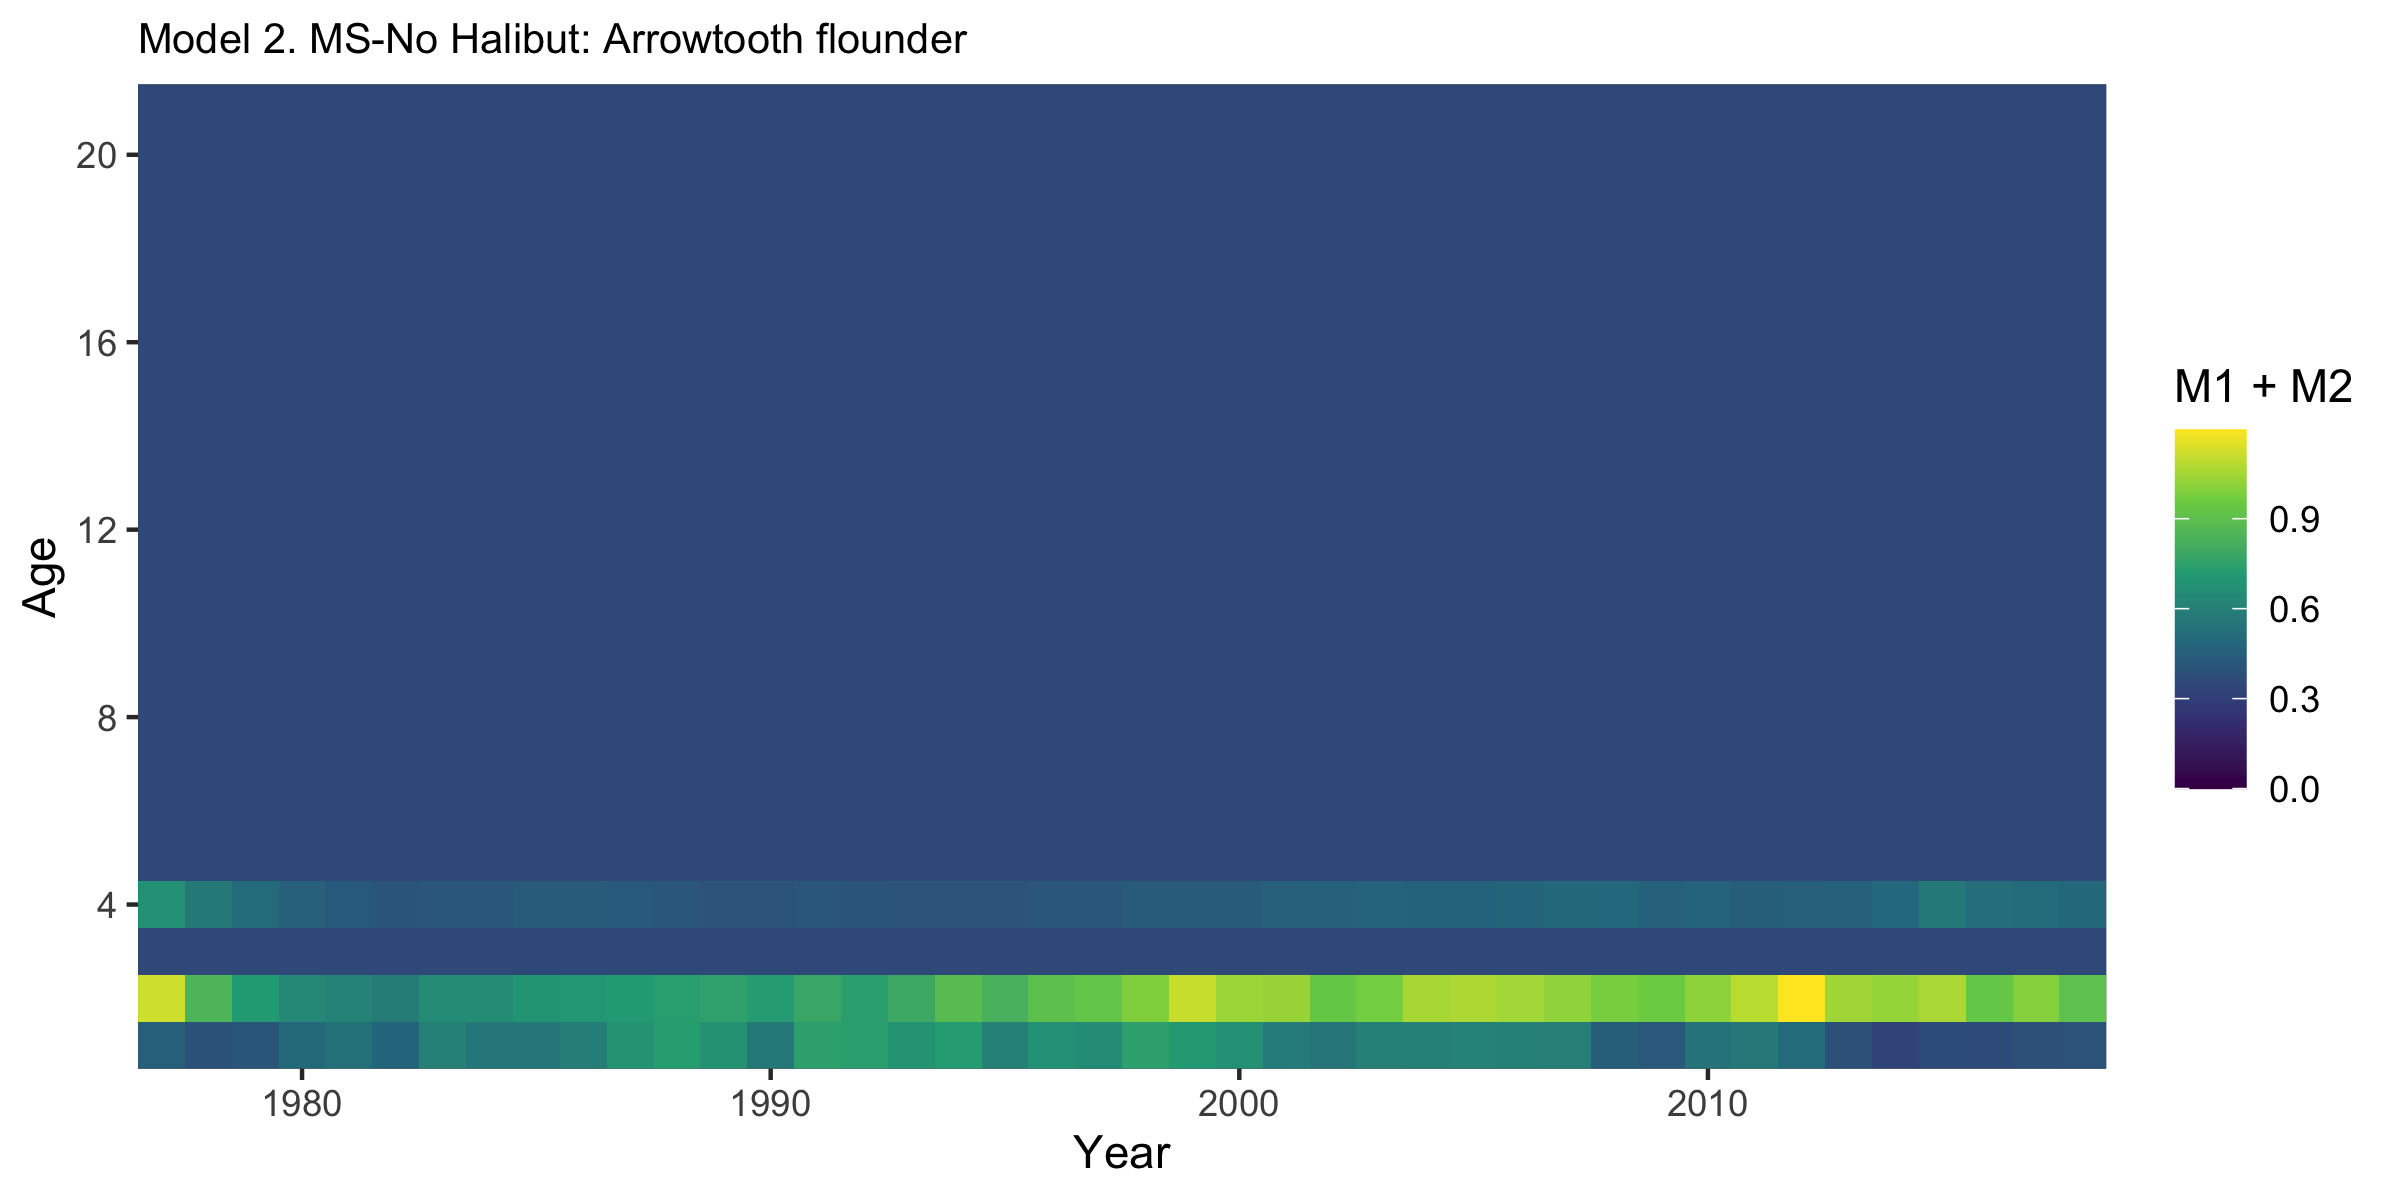 Model 2. MS-No Halibut: Arrowtooth flounder
20
16
12
8
4
Age
1980 1990 2000 2010
Year
M1 + M2
0.9
0.6
0.3
0.0